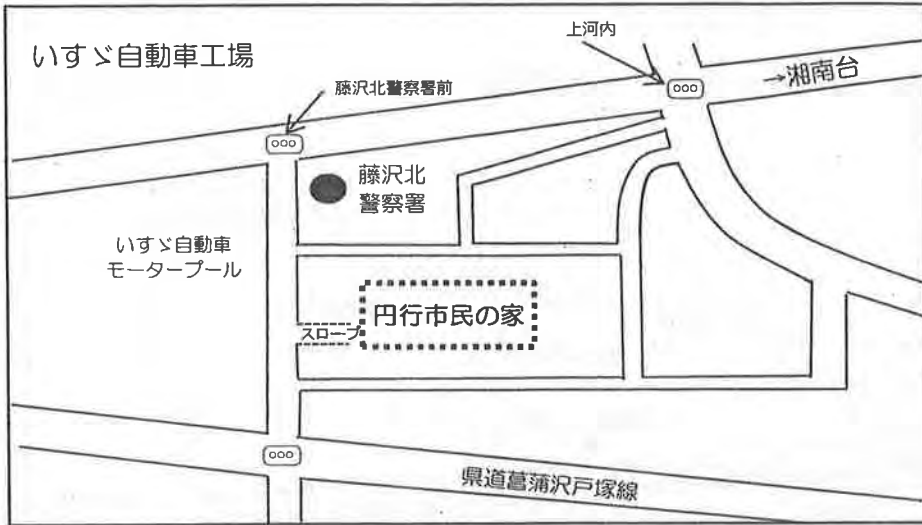 上河内
いすゞ自動車工場
→湘南台
藤沢北警察署前
藤沢北
警察署
いすゞ自動車
モータープール
円行市民の家
スロープ
県道菖蒲沢戸塚線